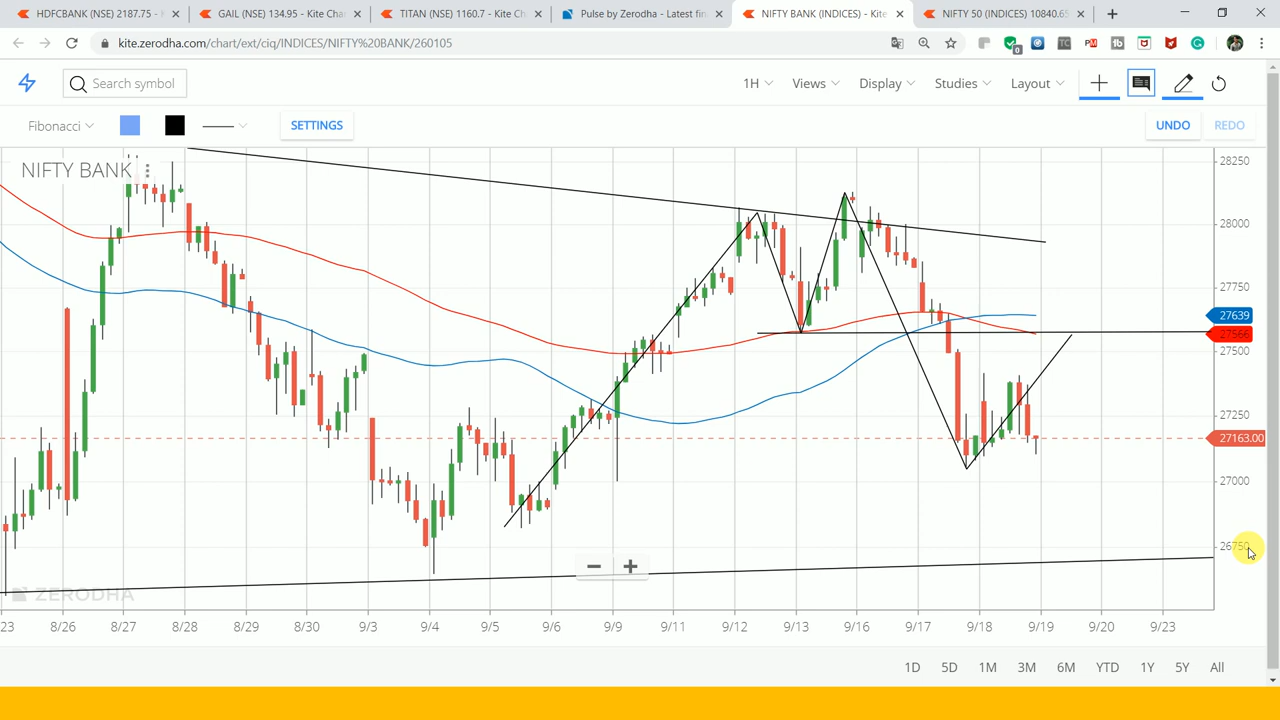 HDFCBANK (NSE) 2187.75 - K
GAIL (NSE) 134.95 - Kite Cha
TITAN (NSE) 1160.7 - Kite Ch
Pulse by Zerodha - Latest fin
NIFTY BANK (INDICES) - Kite
NIFTY 50 (INDICES) 10840.65
kite.zerodha.com/chart/ext/ciq/INDICES/NIFTY%20BANK/260105
Search symbol
1H Views Display Studies Layout
Fibonacci
SETTINGS
UNDO REDO
NIFTY BANK
28250
28000
27750
27639
27566
27500
27250
27163.00
27000
26750
ZERODHA
23 8/26 8/27 8/28 8/29 8/30 9/3 9/4 9/5 9/6 9/9 9/11 9/12 9/13 9/16 9/17 9/18 9/19 9/20 9/23
1D 5D 1M 3M 6M YTD 1Y 5Y All